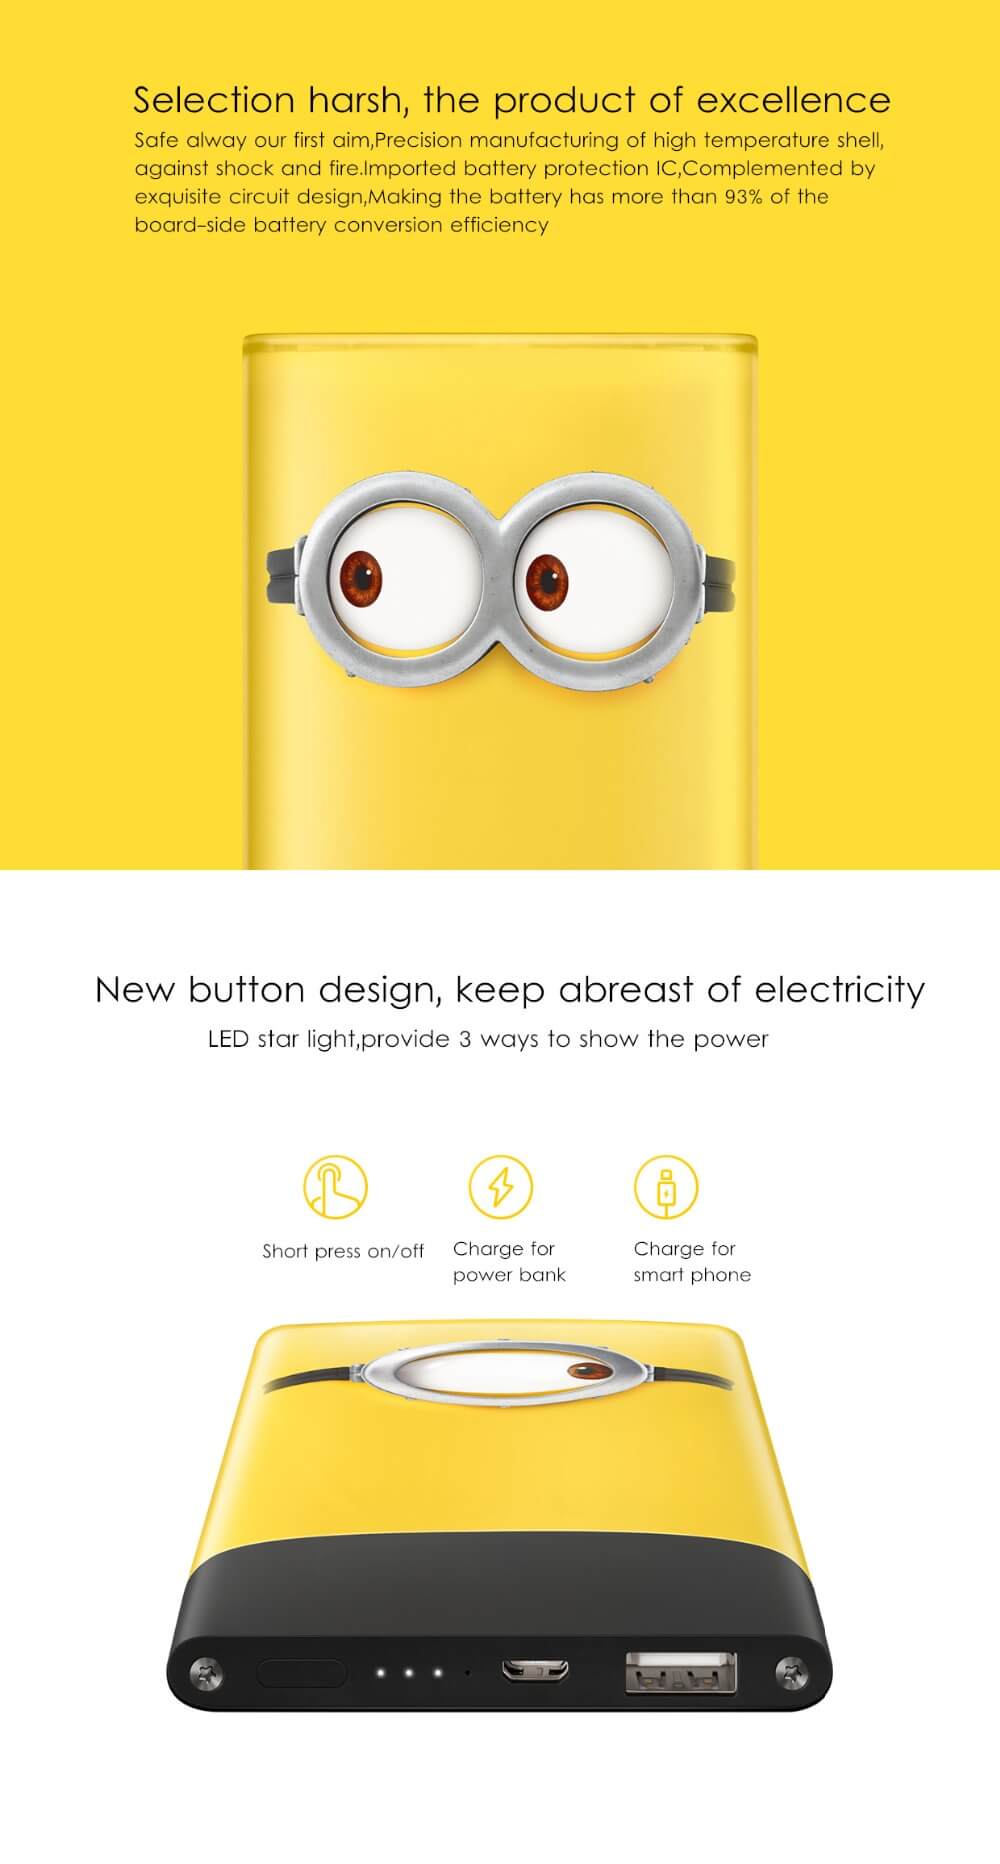 Selection harsh, the product of excellence
Safe alway our first aim,Precision manufacturing of high temperature shell,
against shock and fire.Imported battery protection IC,Complemented by
exquisite circuit design,Making the battery has more than 93% of the
board-side battery conversion efficiency
New button design, keep abreast of electricity
LED star light,provide 3 ways to show the power
Short press on/off
Charge for
power bank
Charge for
smart phone